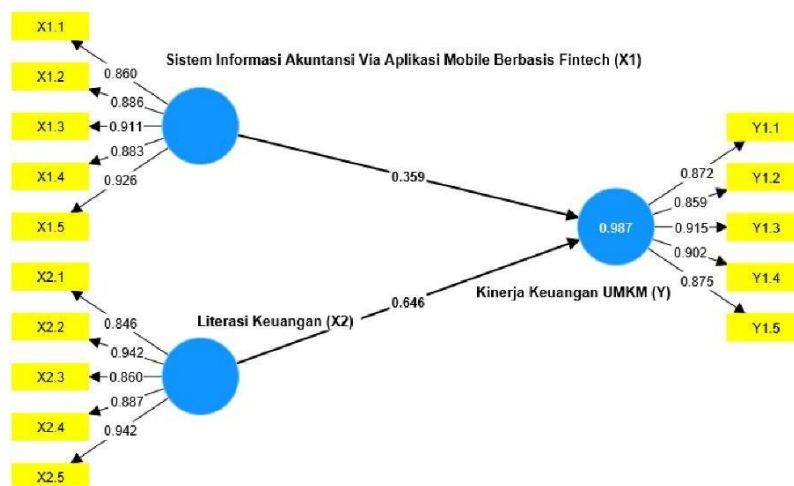 X1.1
Sistem Informasi Akuntansi Via Aplikasi Mobile Berbasis Fintech (X1)
0.860
X1.2
0.886
X1.3
0.911
X1.4
0.883
0.926
X1.5
0.359
Y1.1
0.872
Y1.2
0.859
0.987
0.915
Y1.3
0.902
Y1.4
0.875
Y1.5
Kinerja Keuangan UMKM (Y)
0.646
X2.1
Literasi Keuangan (X2)
0.846
X2.2
0.942
X2.3
0.860
0.887
X2.4
0.942
X2.5